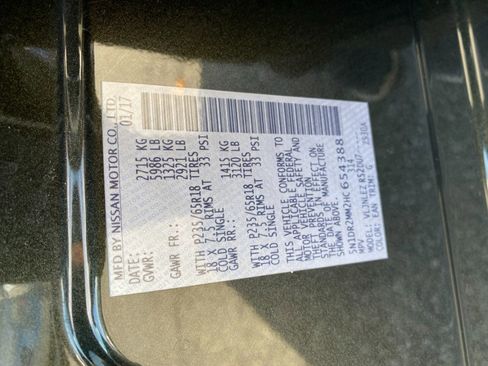 MFD BY NISSAN MOTOR CO., LTD.
DATE: 01/17
GVWR: 2715 KG
5986 LB
GAWR FR.: 1325 KG
2921 LB
WITH P235/65R18 TIRES
18 X 7.5 RIMS AT 33 PSI
COLD SINGLE
GAWR RR.: 1415 KG
3120 LB
WITH P235/65R18 TIRES
18 X 7.5 RIMS AT 33 PSI
COLD SINGLE
THIS VEHICLE CONFORMS TO
ALL APPLICABLE FEDERAL
MOTOR VEHICLE SAFETY AND
THEFT PREVENTION
STANDARDS IN EFFECT ON
THE DATE OF MANUFACTURE
SHOWN ABOVE.
5N1DR2MM2HC654388
MPV
MODEL:
COLOR: KAN TRIM: G